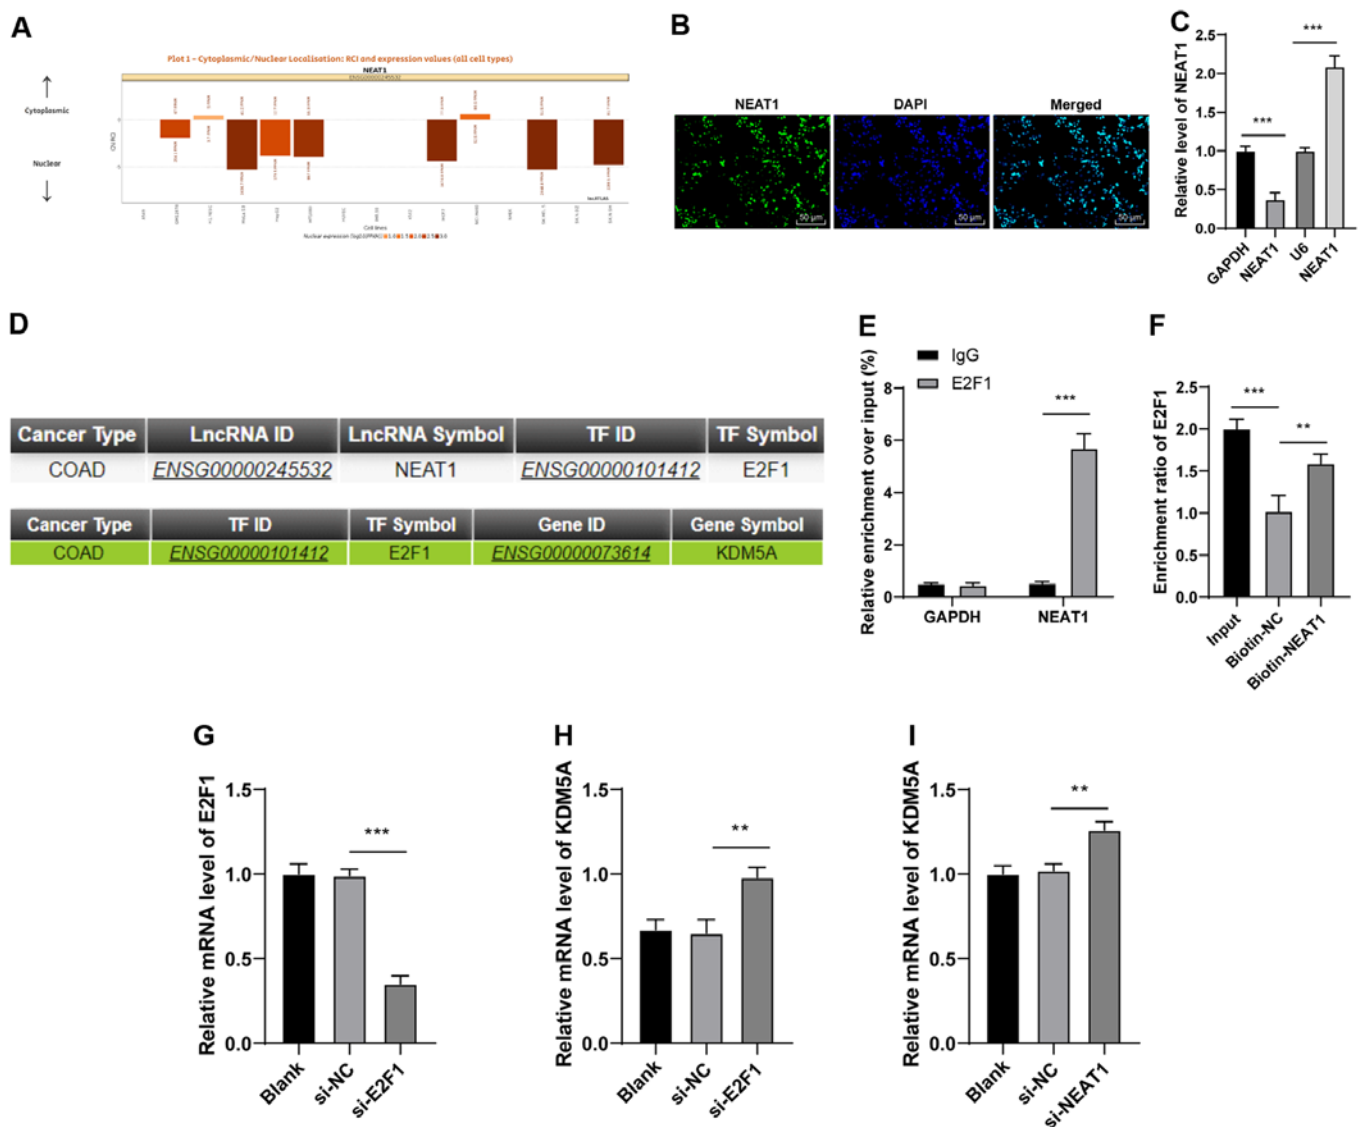 A
Plot 1 - Cytoplasmic/Nuclear Localisation: RCI and expression values (all cell types)
NEAT1
ENSG00000245532
Cytoplasmic
Nuclear
CN RCI
Cell lines
lncATLAS
B
NEAT1
DAPI
Merged
50 µm
50 µm
50 µm
C
Relative level of NEAT1
2.5
2.0
1.5
1.0
0.5
0.0
***
***
GAPDH
NEAT1
U6
NEAT1
D
Cancer Type LncRNA ID LncRNA Symbol TF ID TF Symbol
COAD ENSG00000245532 NEAT1 ENSG00000101412 E2F1
Cancer Type TF ID TF Symbol Gene ID Gene Symbol
COAD ENSG00000101412 E2F1 ENSG00000073614 KDM5A
E
IgG
E2F1
Relative enrichment over input (%)
8
6
4
2
0
***
GAPDH
NEAT1
F
Enrichment ratio of E2F1
2.5
2.0
1.5
1.0
0.5
0.0
***
**
Input
Biotin-NC
Biotin-NEAT1
G
Relative mRNA level of E2F1
1.5
1.0
0.5
0.0
***
Blank
si-NC
si-E2F1
H
Relative mRNA level of KDM5A
1.5
1.0
0.5
0.0
**
Blank
si-NC
si-E2F1
I
Relative mRNA level of KDM5A
1.5
1.0
0.5
0.0
**
Blank
si-NC
si-NEAT1